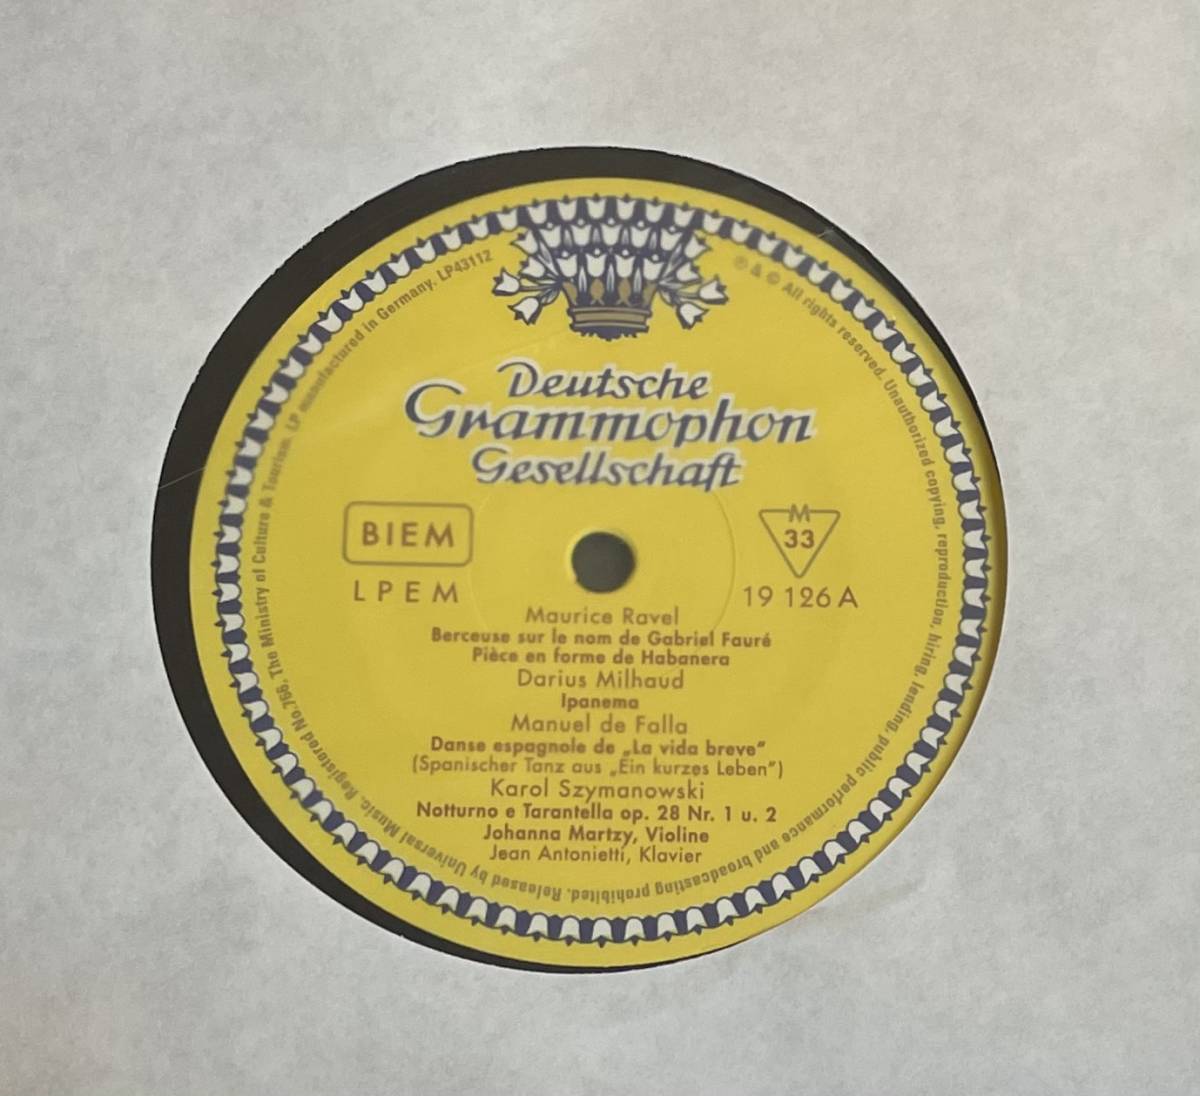 Deutsche
Grammophon
Gesellschaft
BIEM
LPEM
M
33
19 126 A
Maurice Ravel
Berceuse sur le nom de Gabriel Fauré
Pièce en forme de Habanera
Darius Milhaud
Ipanema
Manuel de Falla
Danse espagnole de „La vida breve"
(Spanischer Tanz aus „Ein kurzes Leben")
Karol Szymanowski
Notturno e Tarantella op. 28 Nr. 1 u. 2
Johanna Martzy, Violine
Jean Antonietti, Klavier
℗ & © All rights reserved. Unauthorized copying, reproduction, hiring, lending, public performance and broadcasting prohibited. Released by Universal Music. Registered No.766, The Ministry of Culture & Tourism. LP manufactured in Germany. LP43112